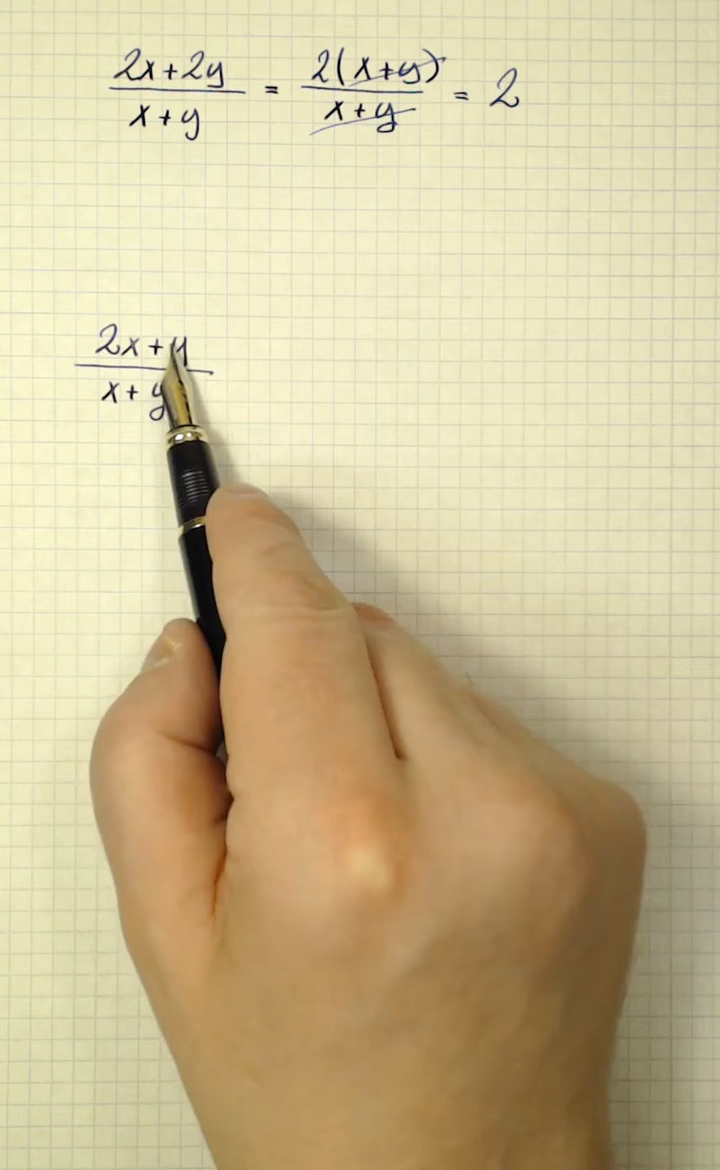 2x+2y / x+y = 2(x+y) / x+y = 2
2x+y / x+y